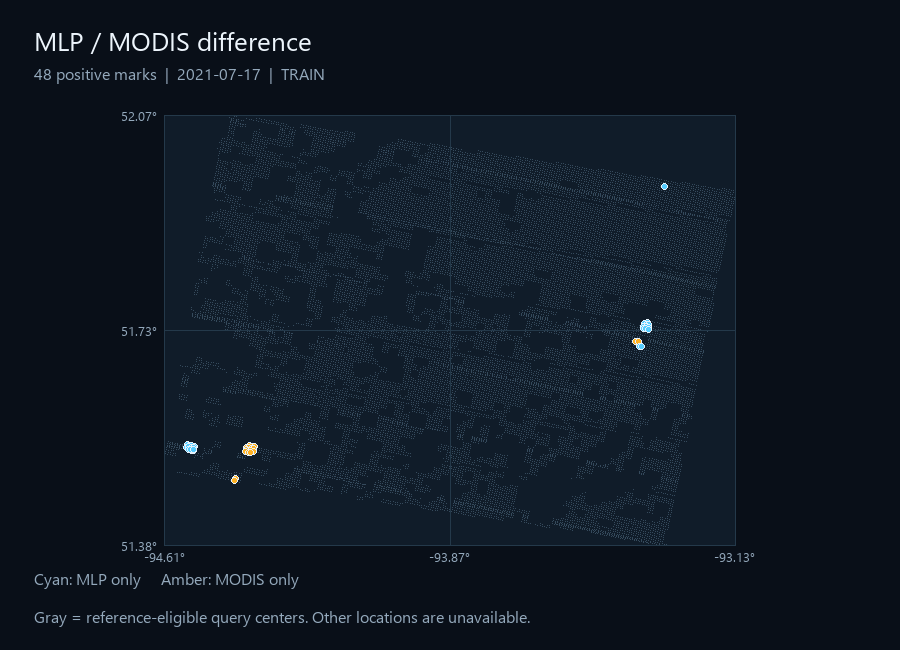 MLP / MODIS difference
48 positive marks | 2021-07-17 | TRAIN
52.07°
51.73°
51.38°
-94.61° -93.87° -93.13°
Cyan: MLP only Amber: MODIS only
Gray = reference-eligible query centers. Other locations are unavailable.